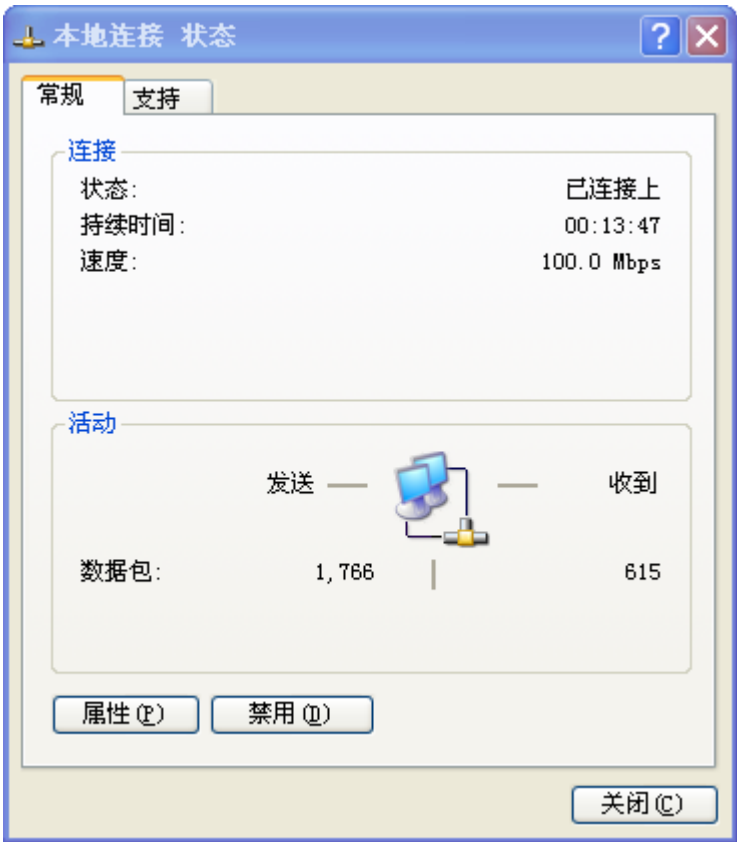 本地连接 状态
常规 支持
连接
状态: 已连接上
持续时间: 00:13:47
速度: 100.0 Mbps
活动
发送 — — 收到
数据包: 1,766 | 615
属性(P) 禁用(D)
关闭(C)